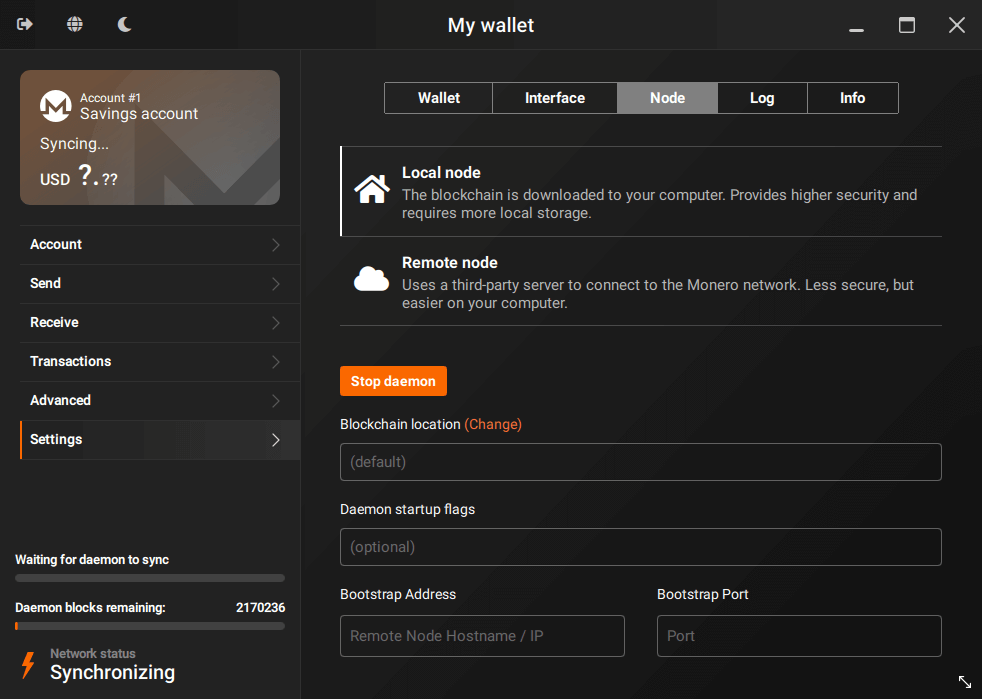 My wallet
Account #1
Savings account
Syncing...
USD ?.??
Account
Send
Receive
Transactions
Advanced
Settings
Waiting for daemon to sync
Daemon blocks remaining: 2170236
Network status
Synchronizing
Wallet Interface Node Log Info
Local node
The blockchain is downloaded to your computer. Provides higher security and
requires more local storage.
Remote node
Uses a third-party server to connect to the Monero network. Less secure, but
easier on your computer.
Stop daemon
Blockchain location (Change)
(default)
Daemon startup flags
(optional)
Bootstrap Address Bootstrap Port
Remote Node Hostname / IP Port